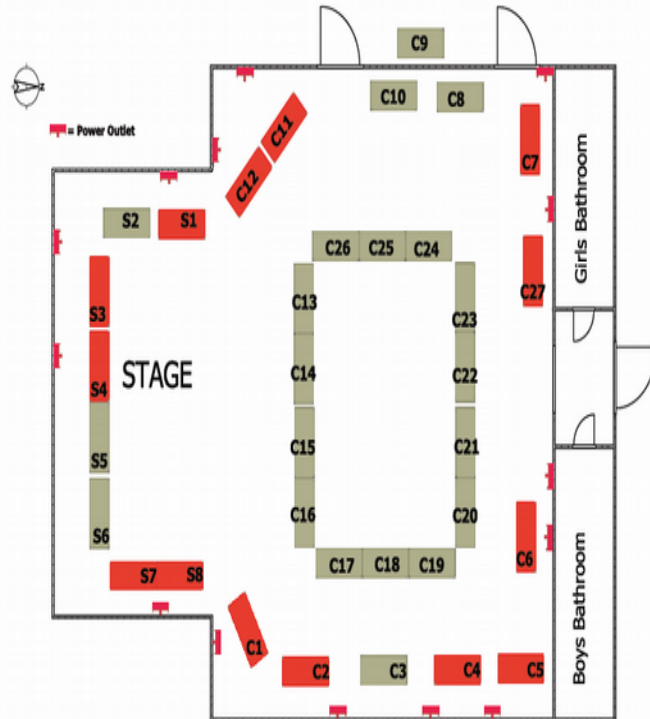 C9
C10
C8
= Power Outlet
C11
C12
C7
Girls Bathroom
S2
S1
C26
C25
C24
C27
C13
C23
S3
S4
STAGE
C14
C22
S5
C15
C21
S6
C16
C20
C6
C17
C18
C19
S7
S8
Boys Bathroom
C1
C2
C3
C4
C5